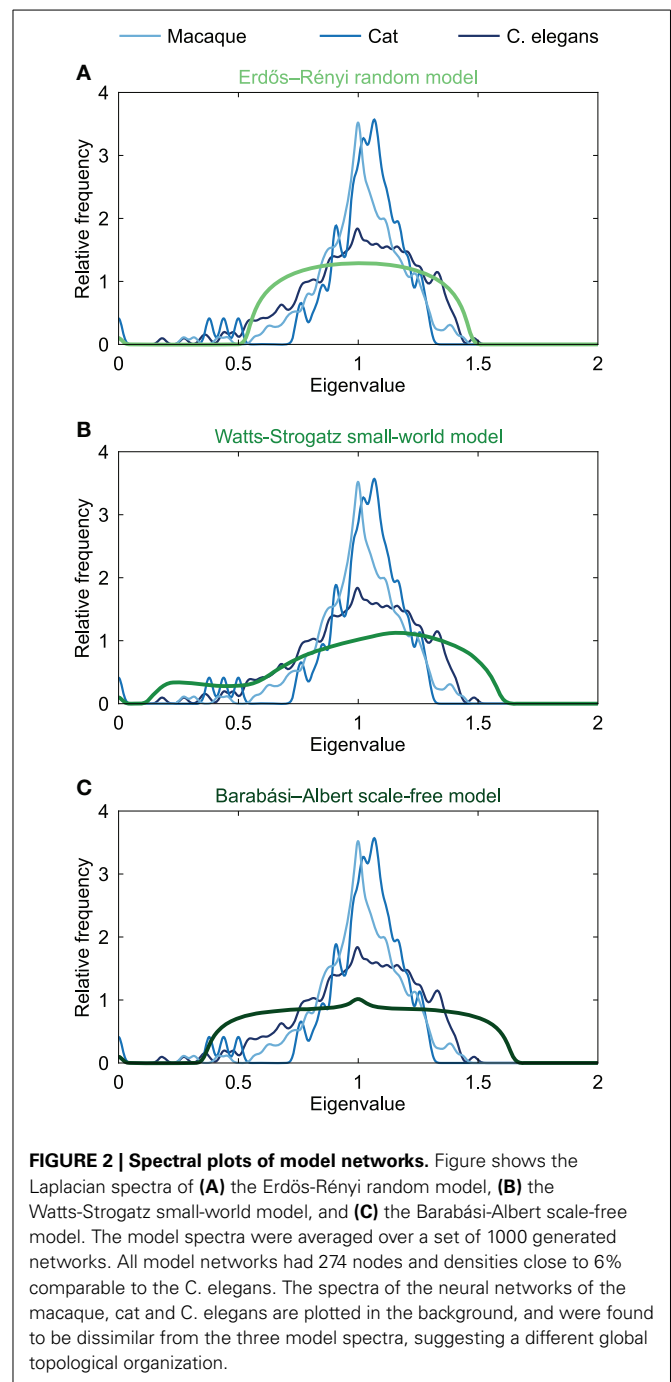 Macaque Cat C. elegans
A
Erdős–Rényi random model
4
3
2
1
0
Relative frequency
0 0.5 1 1.5 2
Eigenvalue
B
Watts-Strogatz small-world model
4
3
2
1
0
Relative frequency
0 0.5 1 1.5 2
Eigenvalue
C
Barabási–Albert scale-free model
4
3
2
1
0
Relative frequency
0 0.5 1 1.5 2
Eigenvalue
FIGURE 2 | Spectral plots of model networks. Figure shows the
Laplacian spectra of (A) the Erdös-Rényi random model, (B) the
Watts-Strogatz small-world model, and (C) the Barabási-Albert scale-free
model. The model spectra were averaged over a set of 1000 generated
networks. All model networks had 274 nodes and densities close to 6%
comparable to the C. elegans. The spectra of the neural networks of the
macaque, cat and C. elegans are plotted in the background, and were found
to be dissimilar from the three model spectra, suggesting a different global
topological organization.